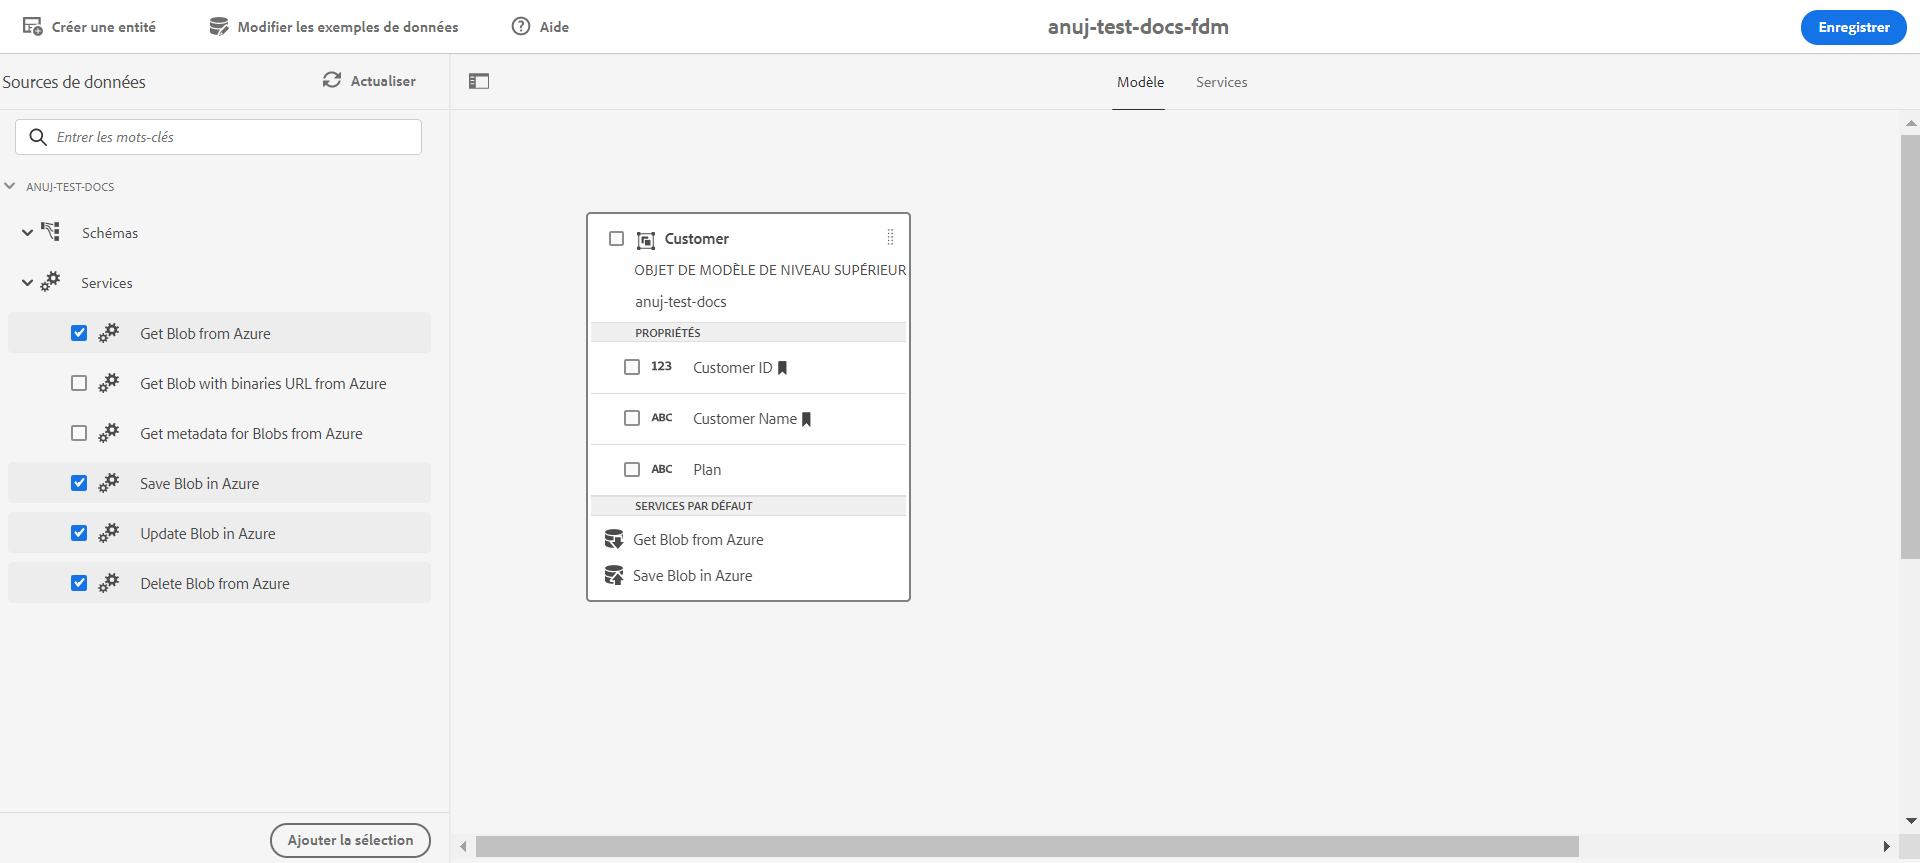 Créer une entité
Modifier les exemples de données
Aide
anuj-test-docs-fdm
Enregistrer
Sources de données
Actualiser
Modèle
Services
Entrer les mots-clés
ANUJ-TEST-DOCS
Schémas
Services
Get Blob from Azure
Get Blob with binaries URL from Azure
Get metadata for Blobs from Azure
Save Blob in Azure
Update Blob in Azure
Delete Blob from Azure
Ajouter la sélection
Customer
OBJET DE MODÈLE DE NIVEAU SUPÉRIEUR
anuj-test-docs
PROPRIÉTÉS
123 Customer ID
ABC Customer Name
ABC Plan
SERVICES PAR DÉFAUT
Get Blob from Azure
Save Blob in Azure